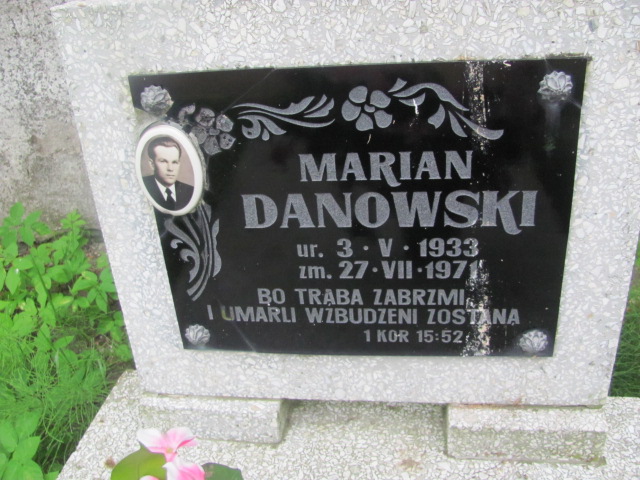 MARIAN
DANOWSKI
ur. 3·V·1933
zm. 27·VII·1971
BO TRĄBA ZABRZMI,
I UMARLI WZBUDZENI ZOSTANĄ
1 KOR 15:52